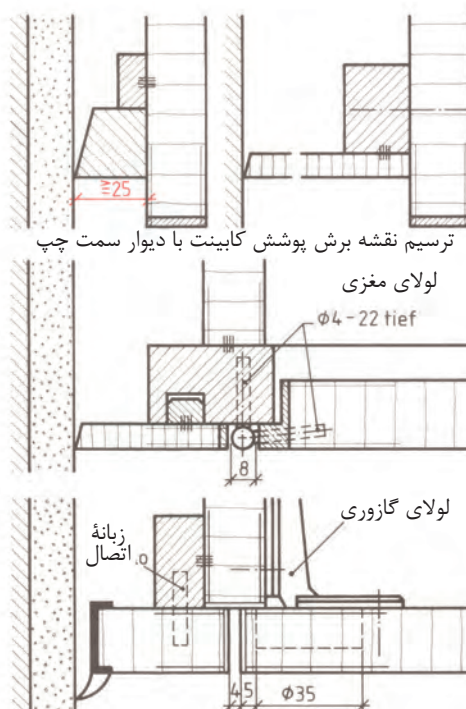 ≧25
ترسیم نقشه برش پوشش کابینت با دیوار سمت چپ
لولای مغزی
ϕ4-22 tief
8
زبانهٔ
اتصال
لولای گازوری
4,5
ϕ35